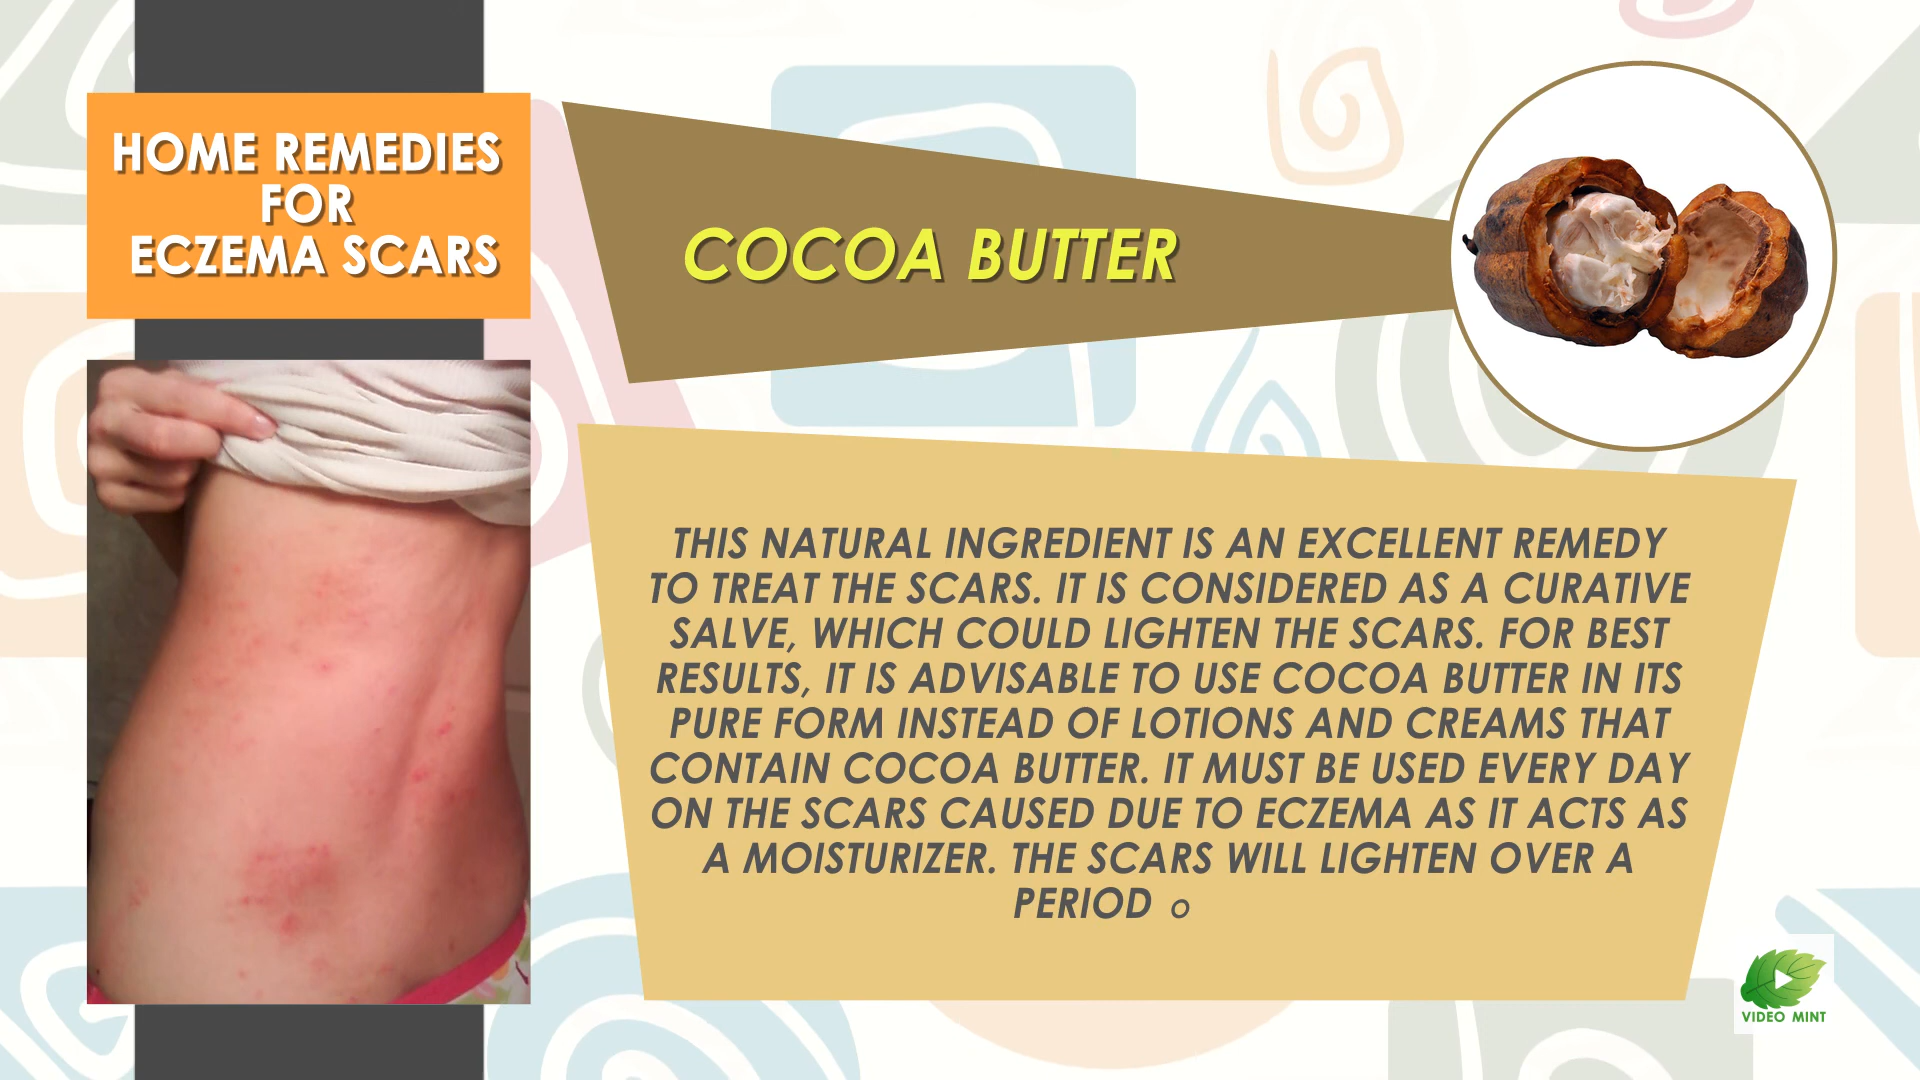 HOME REMEDIES
FOR
ECZEMA SCARS
COCOA BUTTER
THIS NATURAL INGREDIENT IS AN EXCELLENT REMEDY
TO TREAT THE SCARS. IT IS CONSIDERED AS A CURATIVE
SALVE, WHICH COULD LIGHTEN THE SCARS. FOR BEST
RESULTS, IT IS ADVISABLE TO USE COCOA BUTTER IN ITS
PURE FORM INSTEAD OF LOTIONS AND CREAMS THAT
CONTAIN COCOA BUTTER. IT MUST BE USED EVERY DAY
ON THE SCARS CAUSED DUE TO ECZEMA AS IT ACTS AS
A MOISTURIZER. THE SCARS WILL LIGHTEN OVER A
PERIOD O
VIDEO MINT